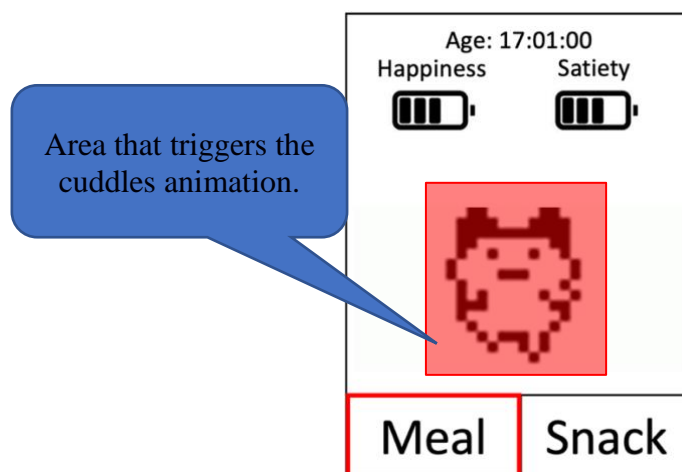 Age: 17:01:00
Happiness Satiety
Area that triggers the
cuddles animation.
Meal Snack